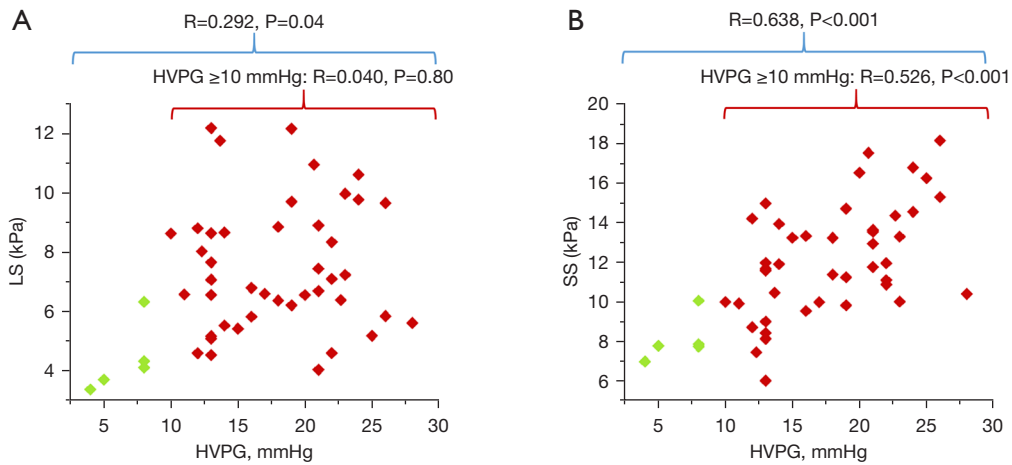 A
R=0.292, P=0.04
HVPG ≥10 mmHg: R=0.040, P=0.80
12
10
8
6
4
LS (kPa)
5
10
15
20
25
30
HVPG, mmHg
B
R=0.638, P<0.001
HVPG ≥10 mmHg: R=0.526, P<0.001
20
18
16
14
12
10
8
6
SS (kPa)
5
10
15
20
25
30
HVPG, mmHg